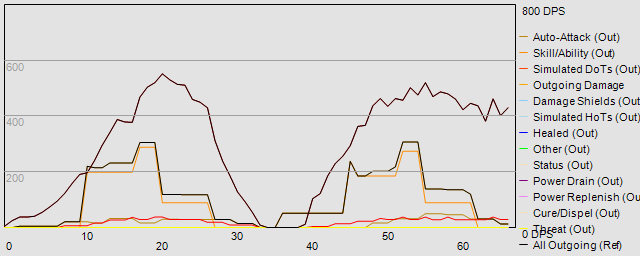 800 DPS
600
400
200
Auto-Attack (Out)
Skill/Ability (Out)
Simulated DoTs (Out)
Outgoing Damage
Damage Shields (Out
Simulated HoTs (Out)
Healed (Out)
Other (Out)
Status (Out)
Power Drain (Out)
Power Replenish (Out
Cure/Dispel (Out)
Threat (Out)
0 DPS
All Outgoing (Ref)
0 10 20 30 40 50 60